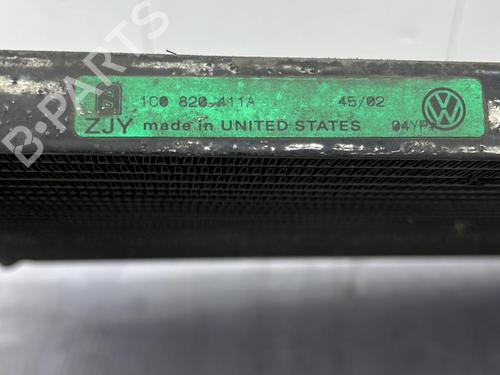 1C0 820 411A 45/02
ZJY made in UNITED STATES 04YP
B-PARTS